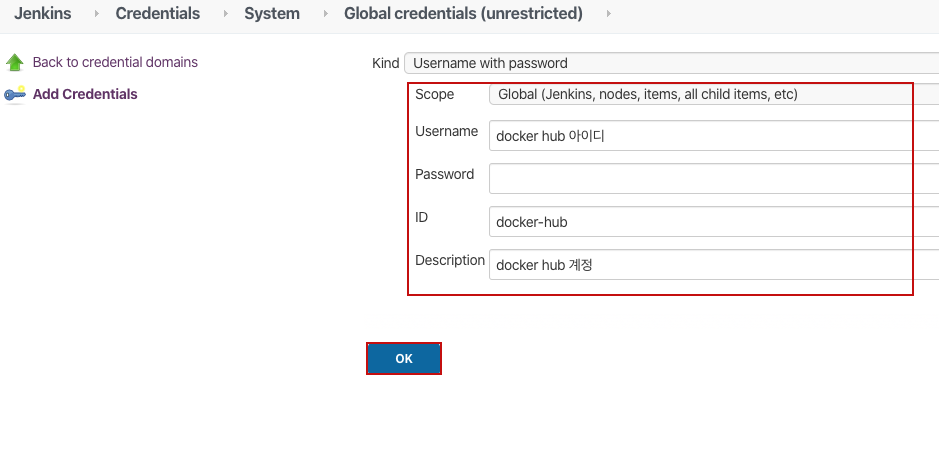 Jenkins Credentials System Global credentials (unrestricted)
Back to credential domains
Add Credentials
Kind Username with password
Scope Global (Jenkins, nodes, items, all child items, etc)
Username docker hub 아이디
Password
ID docker-hub
Description docker hub 계정
OK